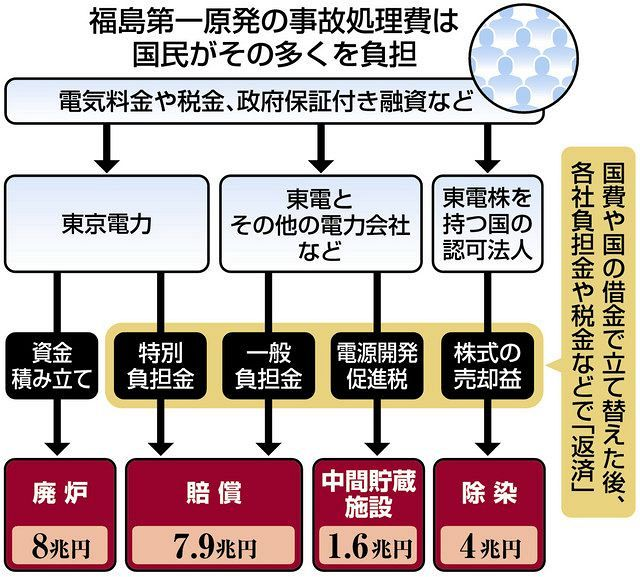 福島第一原発の事故処理費は
国民がその多くを負担
電気料金や税金、政府保証付き融資など
東京電力
東電と
その他の電力会社
など
東電株を
持つ国の
認可法人
国費や国の借金で立て替えた後、
各社負担金や税金などで「返済」
資金
積み立て
特別
負担金
一般
負担金
電源開発
促進税
株式の
売却益
廃炉
8兆円
賠償
7.9兆円
中間貯蔵
施設
1.6兆円
除染
4兆円